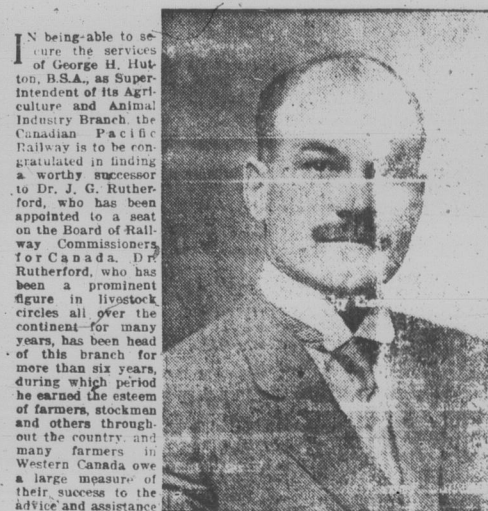 IN being able to se-
cure the services
of George H. Hut-
ton, B.S.A., as Super-
intendent of its Agri-
culture and Animal
Industry Branch, the
Canadian Pacific
Railway is to be con-
gratulated in finding
a worthy successor
to Dr. J. G. Ruther-
ford, who has been
appointed to a seat
on the Board of Rail-
way Commissioners
for Canada. Dr.
Rutherford, who has
been a prominent
figure in livestock
circles all over the
continent for many
years, has been head
of this branch for
more than six years,
during which period
he earned the esteem
of farmers, stockmen
and others through-
out the country, and
many farmers in
Western Canada owe
a large measure of
their success to the
advice and assistance